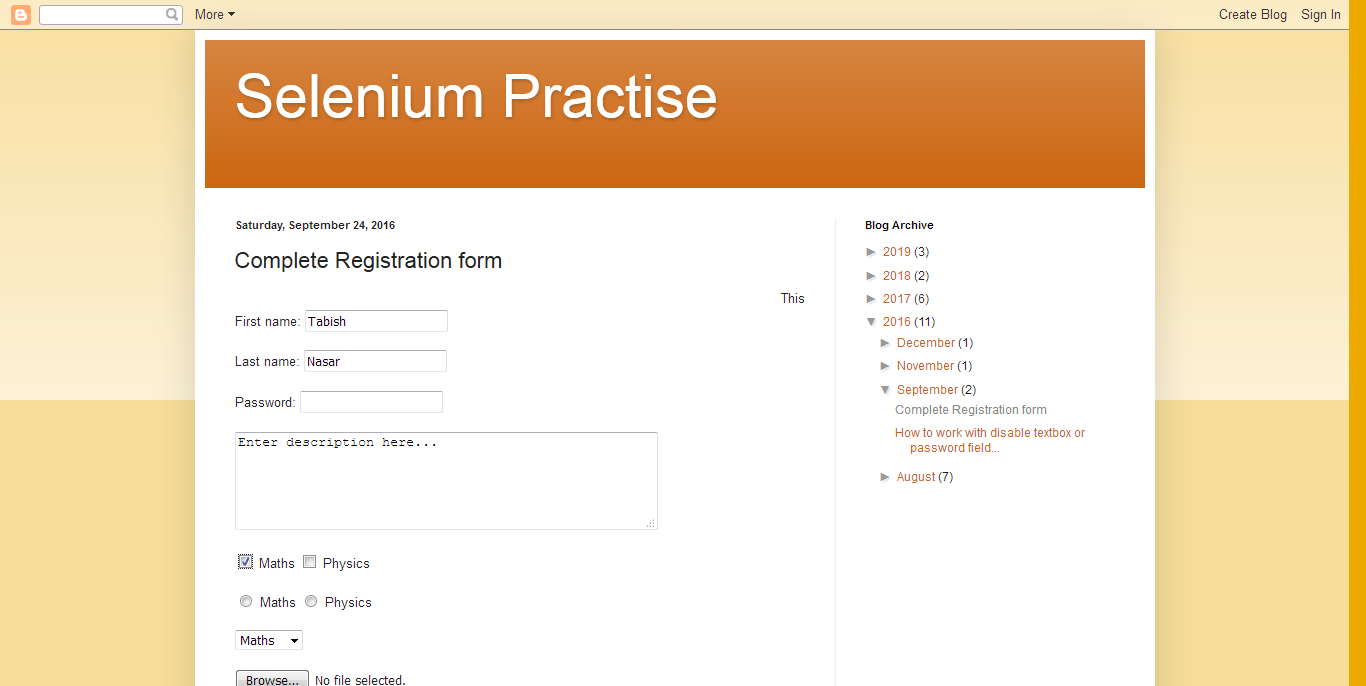 More
Create Blog Sign In
Selenium Practise
Saturday, September 24, 2016
Complete Registration form
This
First name: Tabish
Last name: Nasar
Password:
Enter description here...
Maths Physics
Maths Physics
Maths
Browse... No file selected.
Blog Archive
► 2019 (3)
► 2018 (2)
► 2017 (6)
▼ 2016 (11)
► December (1)
► November (1)
▼ September (2)
Complete Registration form
How to work with disable textbox or
password field...
► August (7)